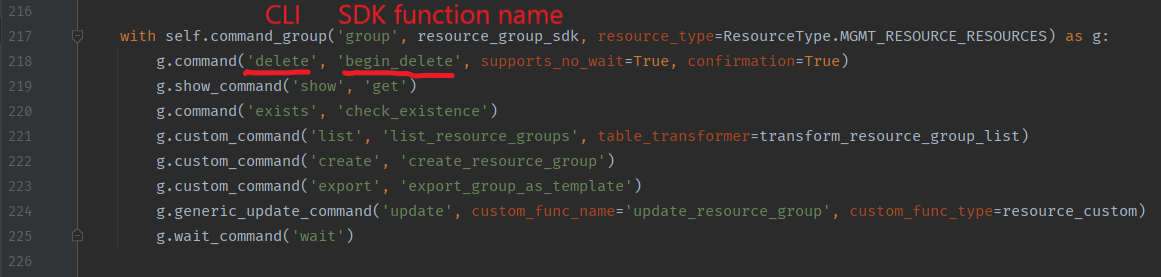 CLI SDK function name
216
217 with self.command_group('group', resource_group_sdk, resource_type=ResourceType.MGMT_RESOURCE_RESOURCES) as g:
218 g.command('delete', 'begin_delete', supports_no_wait=True, confirmation=True)
219 g.show_command('show', 'get')
220 g.command('exists', 'check_existence')
221 g.custom_command('list', 'list_resource_groups', table_transformer=transform_resource_group_list)
222 g.custom_command('create', 'create_resource_group')
223 g.custom_command('export', 'export_group_as_template')
224 g.generic_update_command('update', custom_func_name='update_resource_group', custom_func_type=resource_custom)
225 g.wait_command('wait')
226